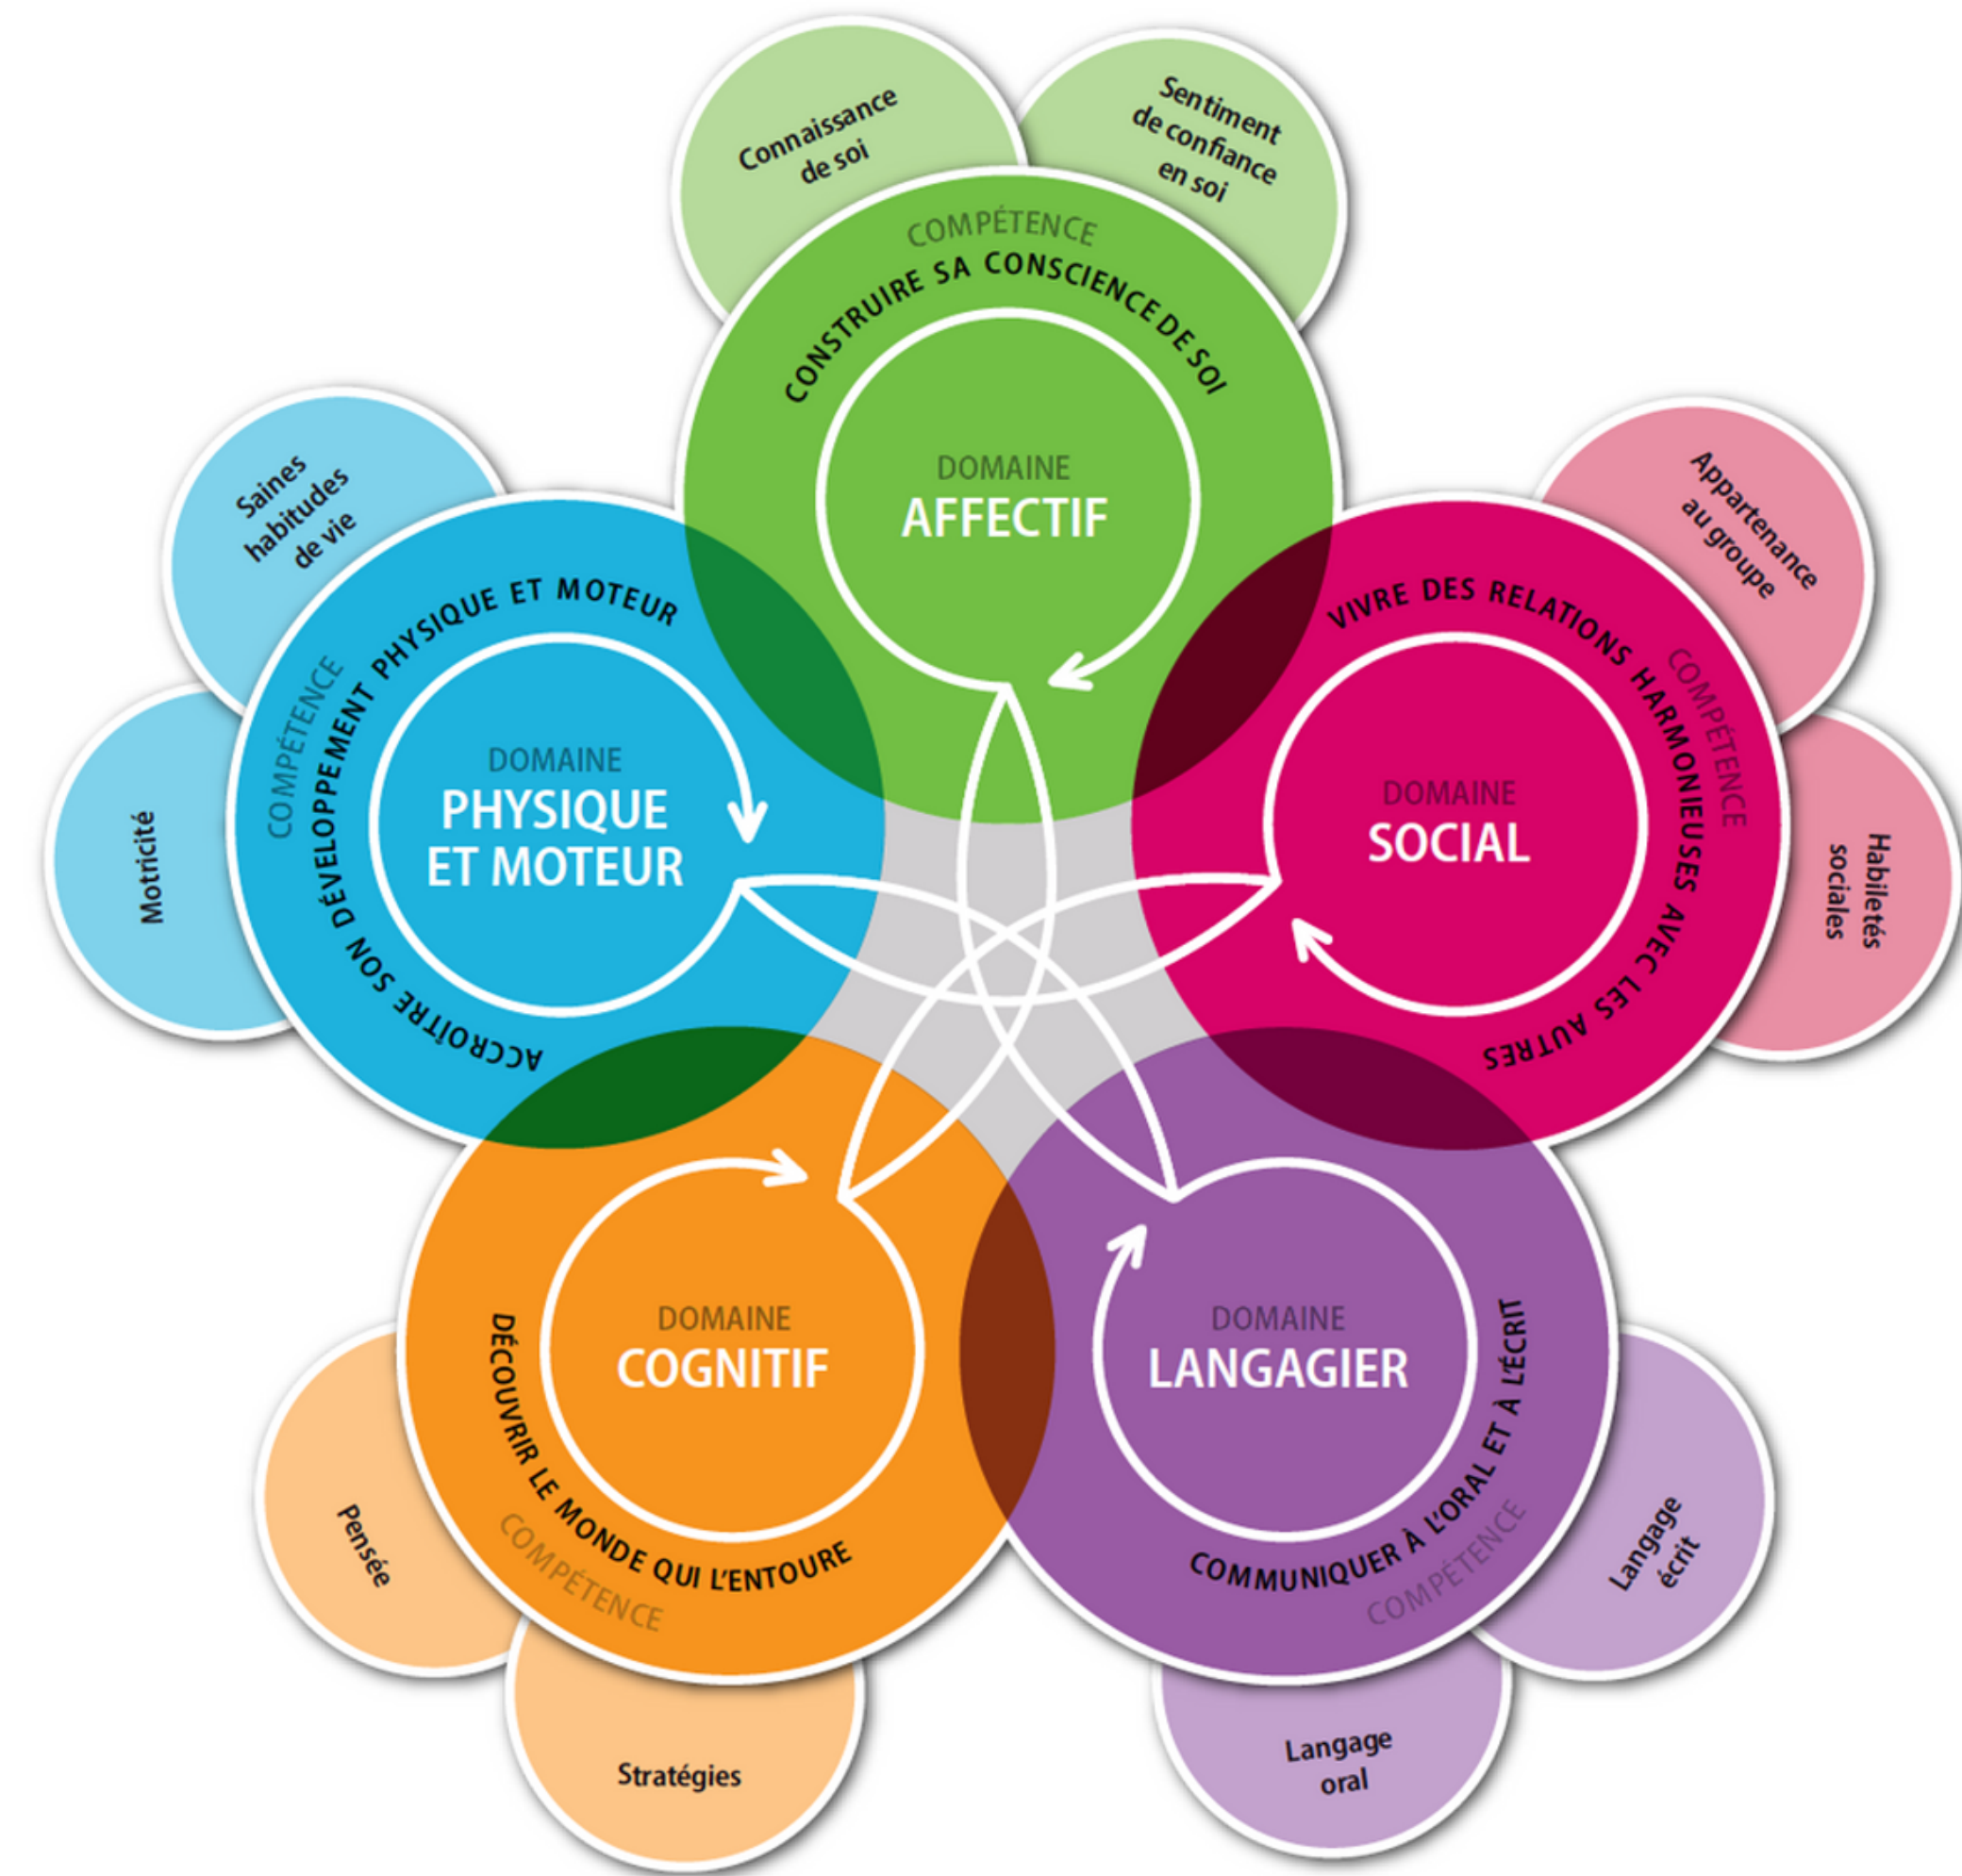 Connaissance
de soi
Sentiment
de confiance
en soi
COMPÉTENCE
CONSTRUIRE SA CONSCIENCE DE SOI
DOMAINE
AFFECTIF
Appartenance
au groupe
Habiletés
sociales
COMPÉTENCE
VIVRE DES RELATIONS HARMONIEUSES AVEC LES AUTRES
DOMAINE
SOCIAL
Langage
écrit
Langage
oral
COMPÉTENCE
COMMUNIQUER À L'ORAL ET À L'ÉCRIT
DOMAINE
LANGAGIER
Stratégies
Pensée
COMPÉTENCE
DÉCOUVRIR LE MONDE QUI L'ENTOURE
DOMAINE
COGNITIF
Motricité
Saines
habitudes
de vie
COMPÉTENCE
ACCROÎTRE SON DÉVELOPPEMENT PHYSIQUE ET MOTEUR
DOMAINE
PHYSIQUE
ET MOTEUR